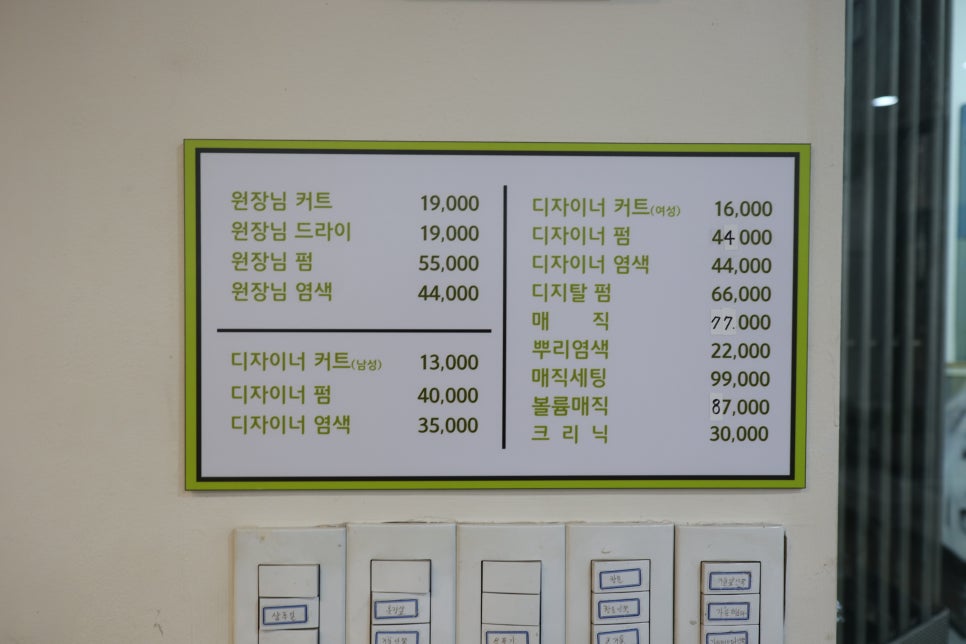 원장님 커트 19,000
원장님 드라이 19,000
원장님 펌 55,000
원장님 염색 44,000
디자이너 커트(남성) 13,000
디자이너 펌 40,000
디자이너 염색 35,000
디자이너 커트(여성) 16,000
디자이너 펌 44,000
디자이너 염색 44,000
디지탈 펌 66,000
매 직 77,000
뿌리염색 22,000
매직세팅 99,000
볼륨매직 87,000
크 리 닉 30,000